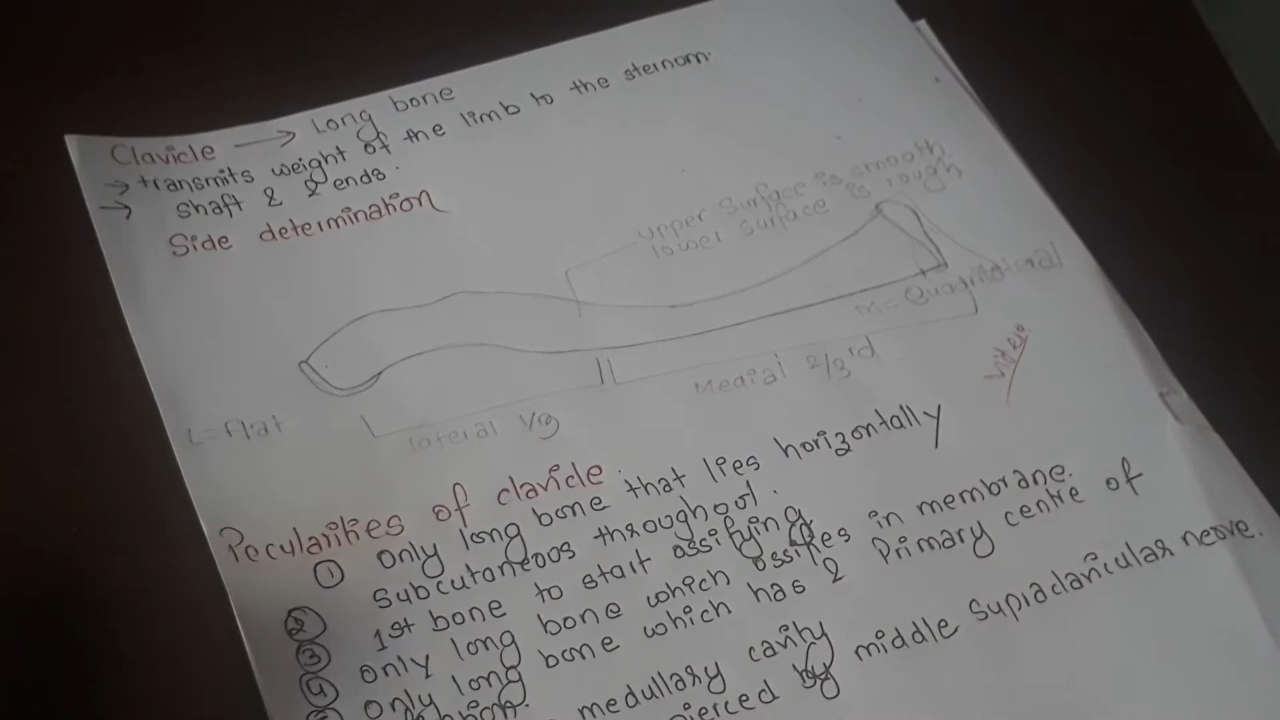 Clavicle → Long bone
→ transmits weight of the limb to the sternum.
→ shaft & 2 ends.
Side determination
upper surface is smooth
lower surface is rough
m= Quadrilateral
Medial 2/3rd
lateral 1/3
L= flat
Pecularities of clavicle
① only long bone that lies horizontally
② subcutaneous throughout.
③ 1st bone to start ossifying
④ only long bone which ossifies in membrane.
only long bone which has 2 Primary centre of
medullary cavity
pierced by middle supraclavicular nerve.